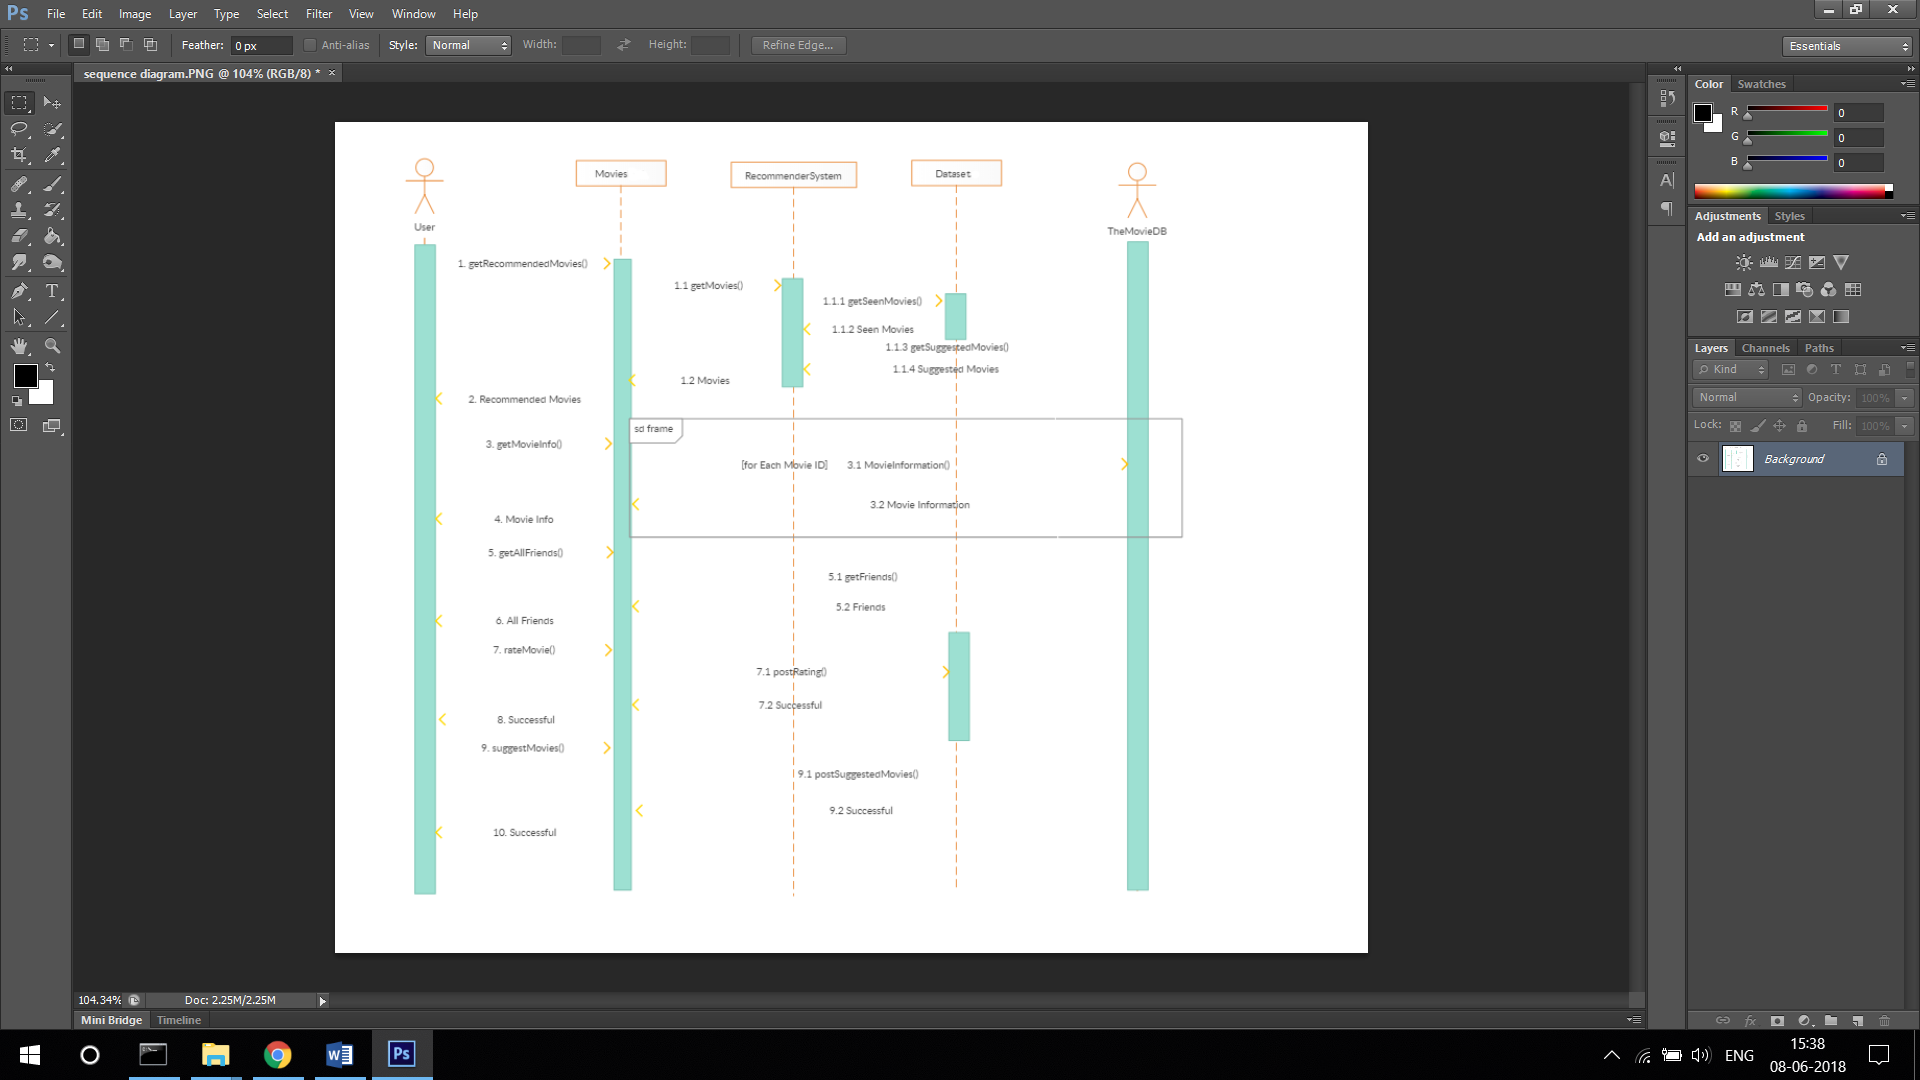 Ps File Edit Image Layer Type Select Filter View Window Help
Feather: 0 px Anti-alias Style: Normal Width: Height: Refine Edge... Essentials
sequence diagram.PNG @ 104% (RGB/8) * ×
Color Swatches
R 0
G 0
B 0
Adjustments Styles
Add an adjustment
Layers Channels Paths
Kind
Normal Opacity: 100%
Lock: Fill: 100%
Background
Movies
RecommenderSystem
Dataset
User
TheMovieDB
1. getRecommendedMovies()
1.1 getMovies()
1.1.1 getSeenMovies()
1.1.2 Seen Movies
1.1.3 getSuggestedMovies()
1.1.4 Suggested Movies
1.2 Movies
2. Recommended Movies
sd frame
3. getMovieInfo()
[for Each Movie ID] 3.1 MovieInformation()
3.2 Movie Information
4. Movie Info
5. getAllFriends()
5.1 getFriends()
5.2 Friends
6. All Friends
7. rateMovie()
7.1 postRating()
7.2 Successful
8. Successful
9. suggestMovies()
9.1 postSuggestedMovies()
9.2 Successful
10. Successful
104.34% Doc: 2.25M/2.25M
Mini Bridge Timeline
Ps
ENG
15:38
08-06-2018